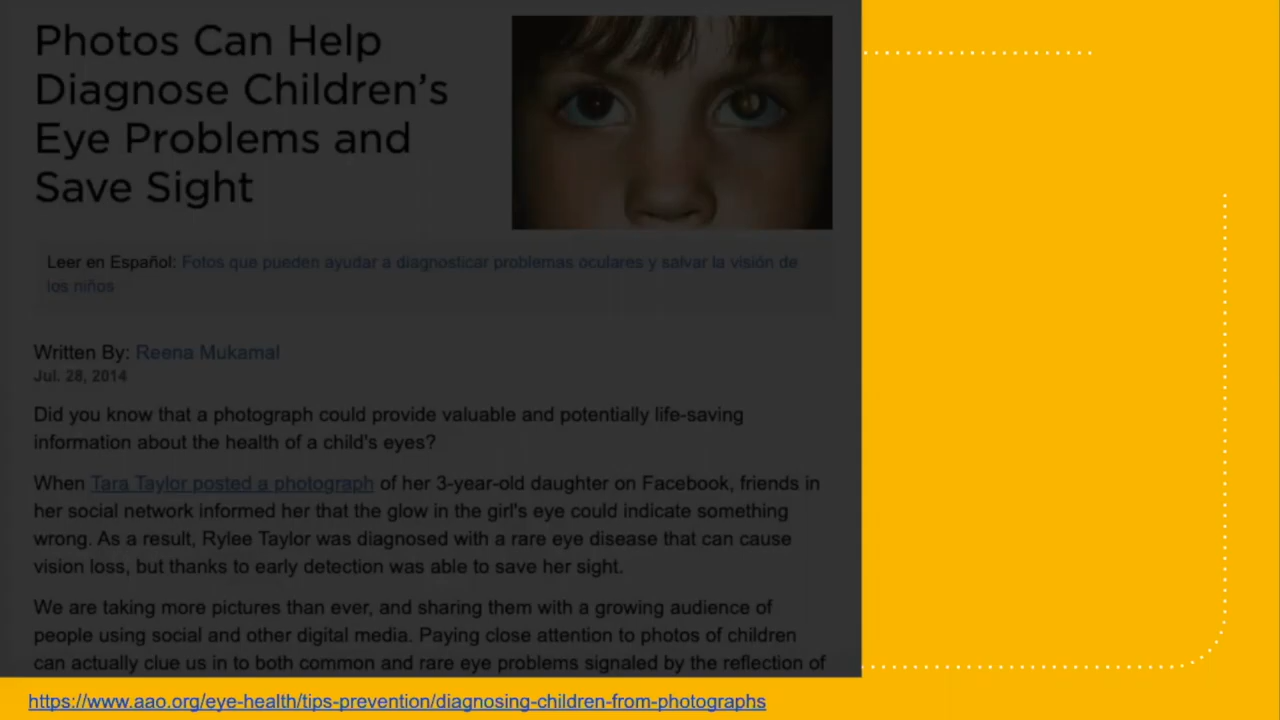 Photos Can Help
Diagnose Children’s
Eye Problems and
Save Sight
Leer en Español: Fotos que pueden ayudar a diagnosticar problemas oculares y salvar la visión de
los niños
Written By: Reena Mukamal
Jul. 28, 2014
Did you know that a photograph could provide valuable and potentially life-saving
information about the health of a child's eyes?
When Tara Taylor posted a photograph of her 3-year-old daughter on Facebook, friends in
her social network informed her that the glow in the girl's eye could indicate something
wrong. As a result, Rylee Taylor was diagnosed with a rare eye disease that can cause
vision loss, but thanks to early detection was able to save her sight.
We are taking more pictures than ever, and sharing them with a growing audience of
people using social and other digital media. Paying close attention to photos of children
can actually clue us in to both common and rare eye problems signaled by the reflection of
https://www.aao.org/eye-health/tips-prevention/diagnosing-children-from-photographs